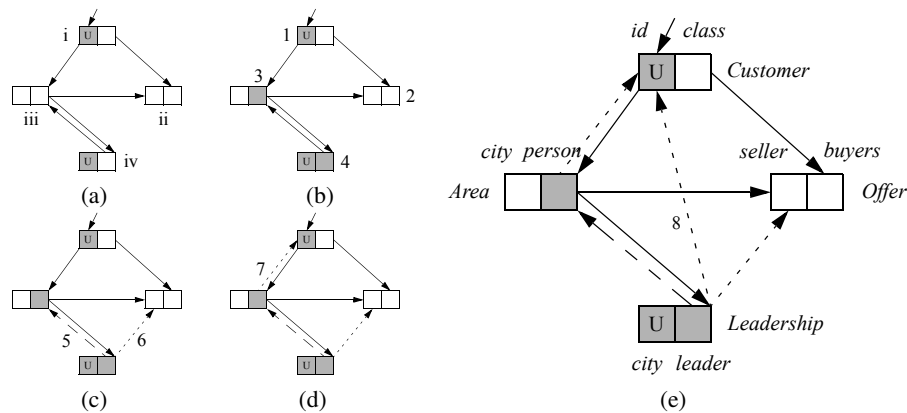 i
U
iii
ii
U
iv
(a)
1
U
3
2
U
4
(b)
U
5
6
U
(c)
U
7
U
(d)
id class
U
Customer
city person
seller buyers
Area
Offer
8
U
Leadership
city leader
(e)